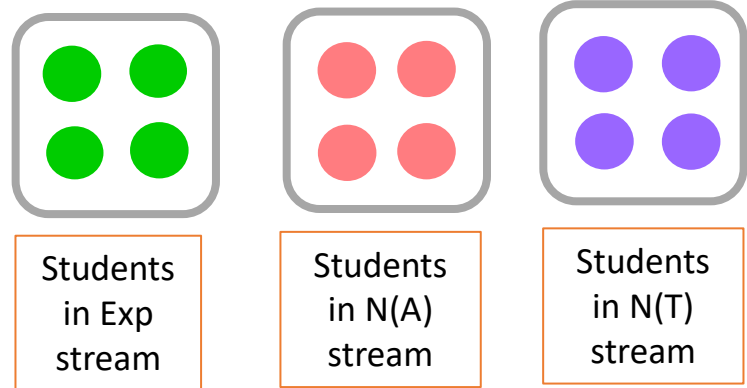 Students
in Exp
stream
Students
in N(A)
stream
Students
in N(T)
stream